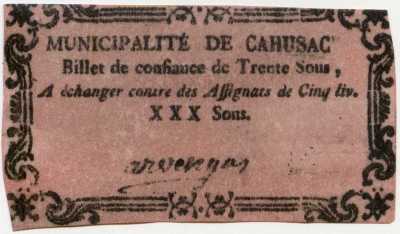 MUNICIPALITÉ DE CAHUSAC
Billet de confiance de Trente Sous,
A échanger contre des Assignats de Cinq liv.
XXX Sous.